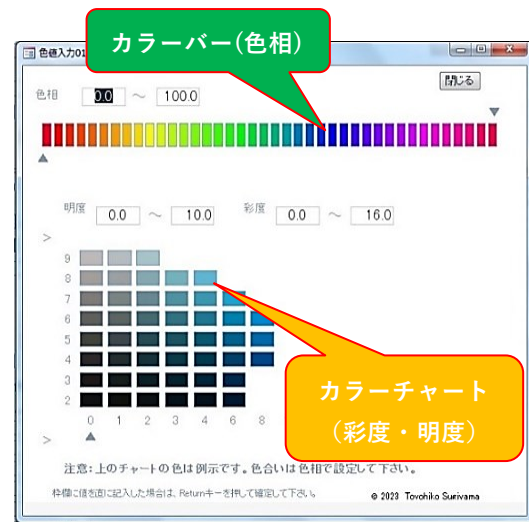 色値入力01
カラーバー(色相)
閉じる
色相 0.0 ～ 100.0
明度 0.0 ～ 10.0 彩度 0.0 ～ 16.0
>
9
8
7
6
5
4
3
2
0 1 2 3 4 6 8
>
カラーチャート
(彩度・明度)
注意:上のチャートの色は例示です。色合いは色相で設定して下さい。
枠欄に値を直に記入した場合は、Returnキーを押して確定して下さい。
© 2023 Toyohiko Sugiyama